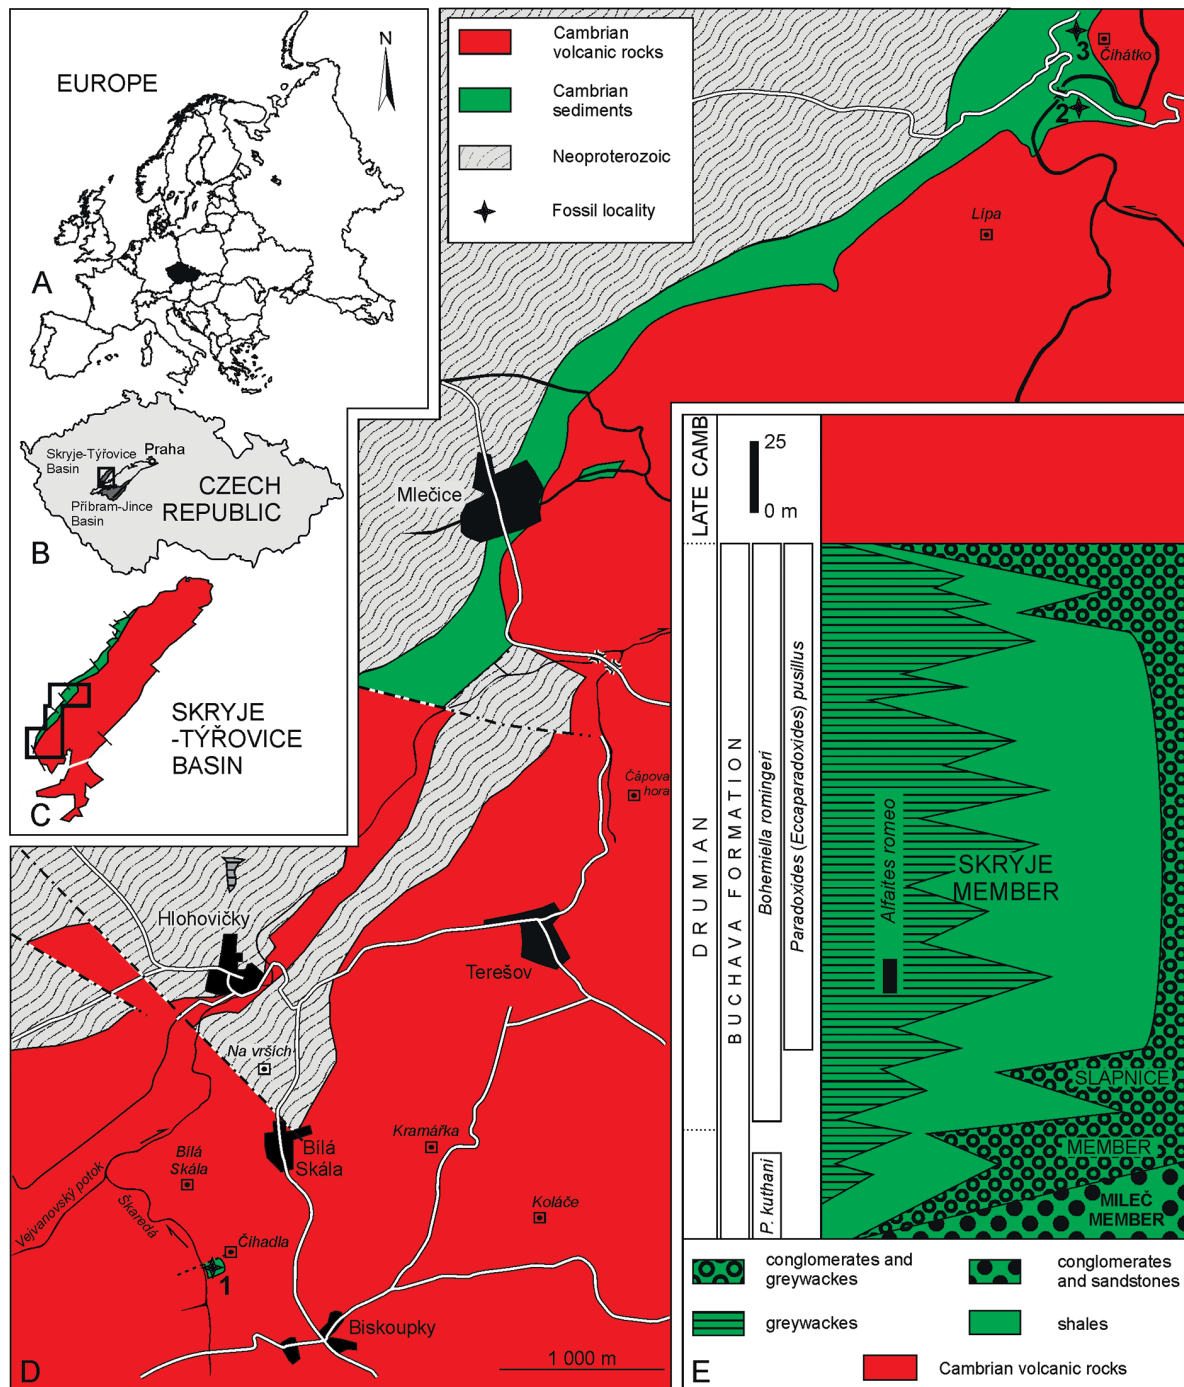 EUROPE
N
A
Skryje-Týřovice
Basin
Praha
CZECH
REPUBLIC
Příbram-Jince
Basin
B
SKRYJE
-TÝŘOVICE
BASIN
C
Cambrian
volcanic rocks
Cambrian
sediments
Neoproterozoic
Fossil locality
3
Čihátko
2
Lípa
Mlečice
Čápova
hora
Hlohovičky
Terešov
Na vrších
Bílá
Skála
Kramářka
Bílá
Skála
Vejvanovský potok
Škaredá
Koláče
Čihadla
1
Biskoupky
1 000 m
D
LATE CAMB
25
0 m
DRUMIAN
BUCHAVA FORMATION
Bohemiella romingeri
Paradoxides (Eccaparadoxides) pusillus
P. kuthani
Alfaites romeo
SKRYJE
MEMBER
SLAPNICE
MEMBER
MILEČ
MEMBER
conglomerates and
greywackes
conglomerates
and sandstones
greywackes
shales
Cambrian volcanic rocks
E